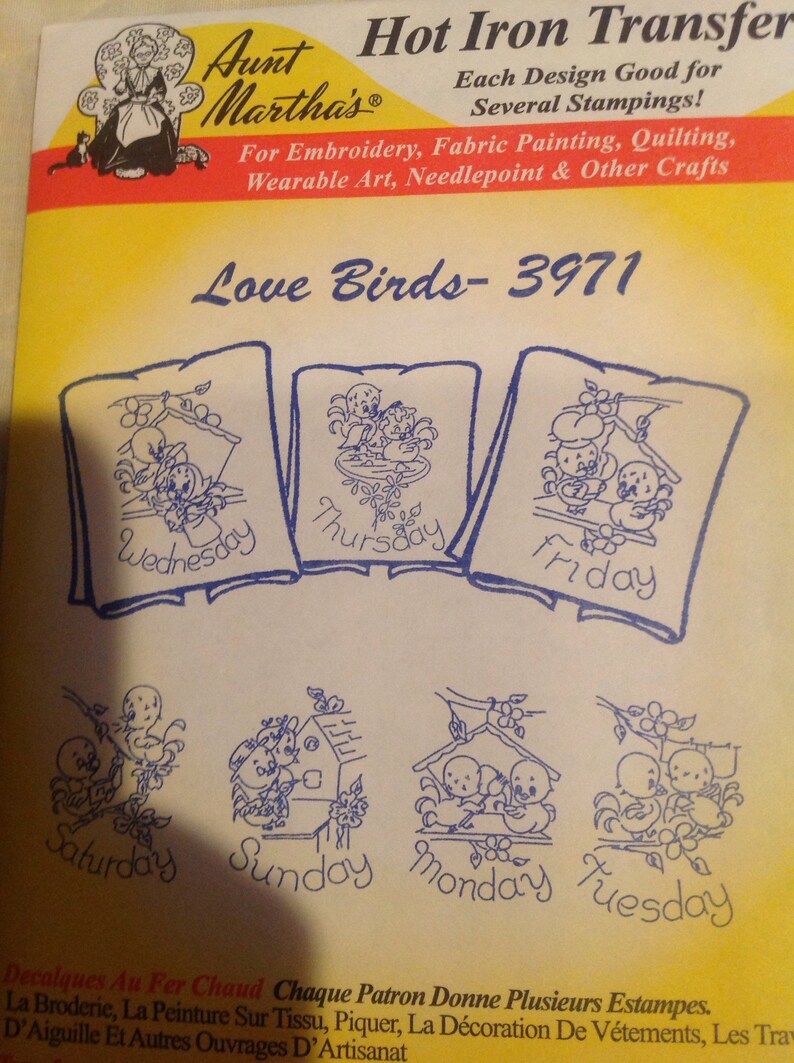 Aunt
Martha's®
Hot Iron Transfer
Each Design Good for
Several Stampings!
For Embroidery, Fabric Painting, Quilting,
Wearable Art, Needlepoint & Other Crafts
Love Birds- 3971
Wednesday
Thursday
Friday
Saturday
Sunday
Monday
Tuesday
Decalques Au Fer Chaud Chaque Patron Donne Plusieurs Estampes.
La Broderie, La Peinture Sur Tissu, Piquer, La Décoration De Vétements, Les Trav
D'Aiguille Et Autres Ouvrages D'Artisanat